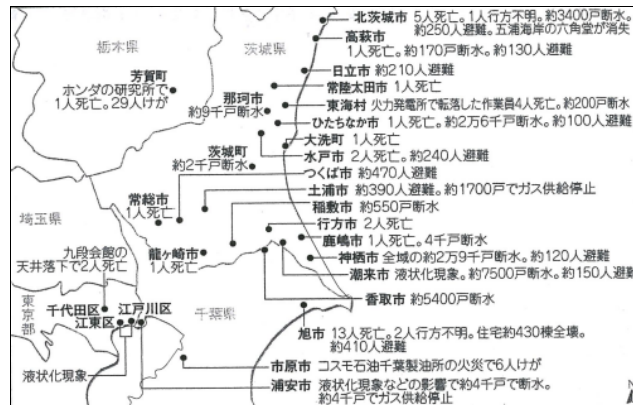 北茨城市 5人死亡。1人行方不明。約3400戸断水。
約250人避難。五浦海岸の六角堂が消失
高萩市
1人死亡。約170戸断水。約130人避難
栃木県
茨城県
日立市 約210人避難
芳賀町
ホンダの研究所で
1人死亡。29人けが
常陸太田市 1人死亡
那珂市
約9千戸断水
東海村 火力発電所で転落した作業員4人死亡。約200戸断水
ひたちなか市 1人死亡。約2万6千戸断水。約100人避難
大洗町 1人死亡
茨城町
約2千戸断水
水戸市 2人死亡。約240人避難
つくば市 約470人避難
土浦市 約390人避難。約1700戸でガス供給停止
常総市
1人死亡
稲敷市 約550戸断水
埼玉県
行方市 2人死亡
九段会館の
天井落下で2人死亡
龍ヶ崎市
1人死亡
鹿嶋市 1人死亡。4千戸断水
神栖市 全域の約2万9千戸断水。約120人避難
潮来市 液状化現象。約7500戸断水。約150人避難
東京都
千代田区
江戸川区
江東区
千葉県
香取市 約5400戸断水
旭市 13人死亡。2人行方不明。住宅約430棟全壊。
約410人避難
液状化現象
市原市 コスモ石油千葉製油所の火災で6人けが
浦安市 液状化現象などの影響で約4千戸で断水。
約4千戸でガス供給停止
N